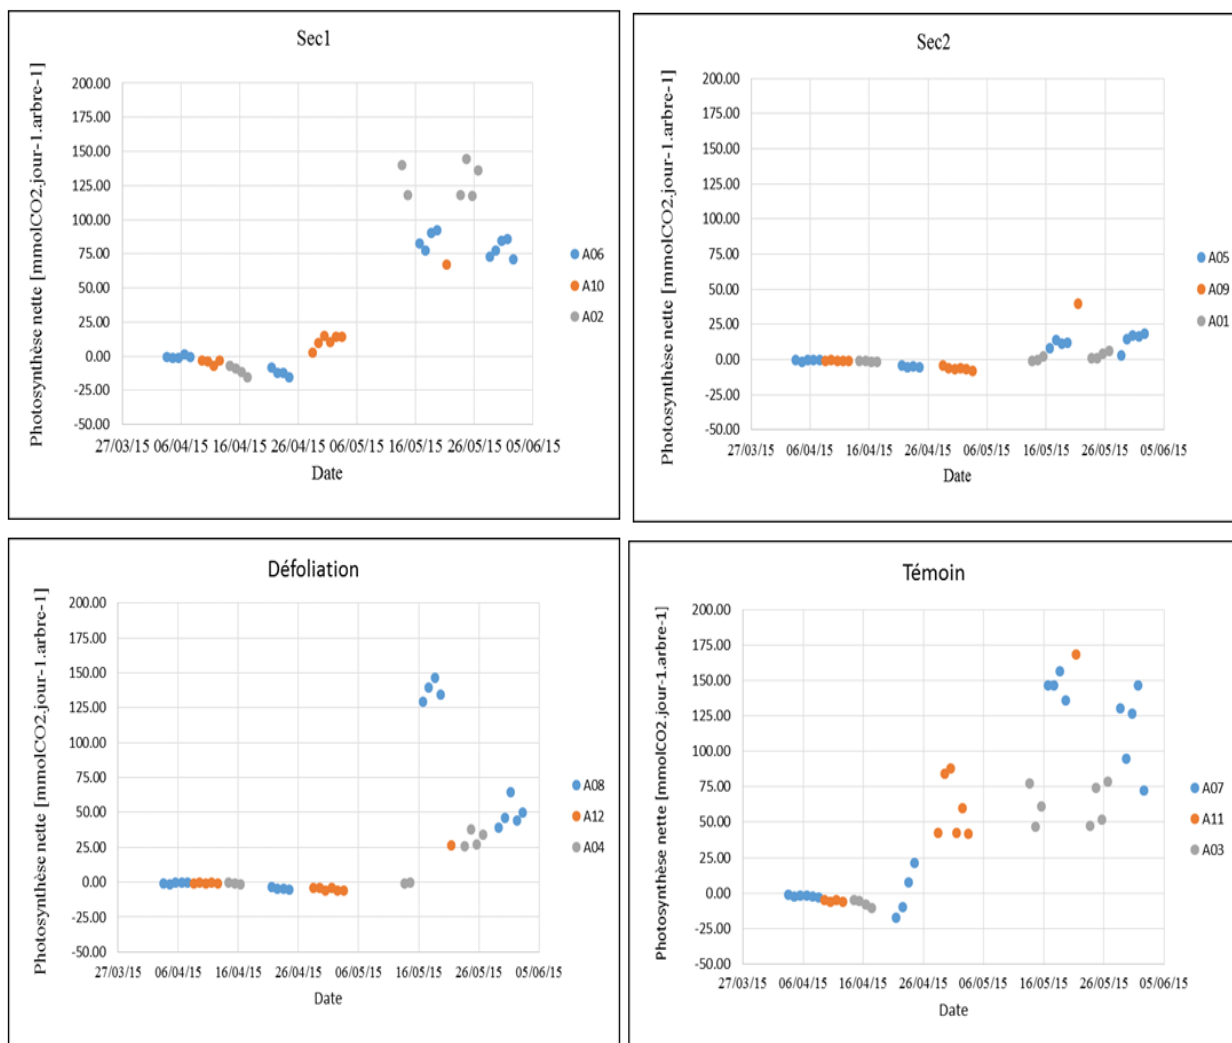 Sec1
Photosynthèse nette [mmolCO2.jour-1.arbre-1]
200.00
175.00
150.00
125.00
100.00
75.00
50.00
25.00
0.00
-25.00
-50.00
27/03/15 06/04/15 16/04/15 26/04/15 06/05/15 16/05/15 26/05/15 05/06/15
Date
A06
A10
A02
Sec2
Photosynthèse nette [mmolCO2.jour-1.arbre-1]
200.00
175.00
150.00
125.00
100.00
75.00
50.00
25.00
0.00
-25.00
-50.00
27/03/15 06/04/15 16/04/15 26/04/15 06/05/15 16/05/15 26/05/15 05/06/15
Date
A05
A09
A01
Défoliation
Photosynthèse nette [mmolCO2.jour-1.arbre-1]
200.00
175.00
150.00
125.00
100.00
75.00
50.00
25.00
0.00
-25.00
-50.00
27/03/15 06/04/15 16/04/15 26/04/15 06/05/15 16/05/15 26/05/15 05/06/15
Date
A08
A12
A04
Témoin
Photosynthèse nette [mmolCO2.jour-1.arbre-1]
200.00
175.00
150.00
125.00
100.00
75.00
50.00
25.00
0.00
-25.00
-50.00
27/03/15 06/04/15 16/04/15 26/04/15 06/05/15 16/05/15 26/05/15 05/06/15
Date
A07
A11
A03